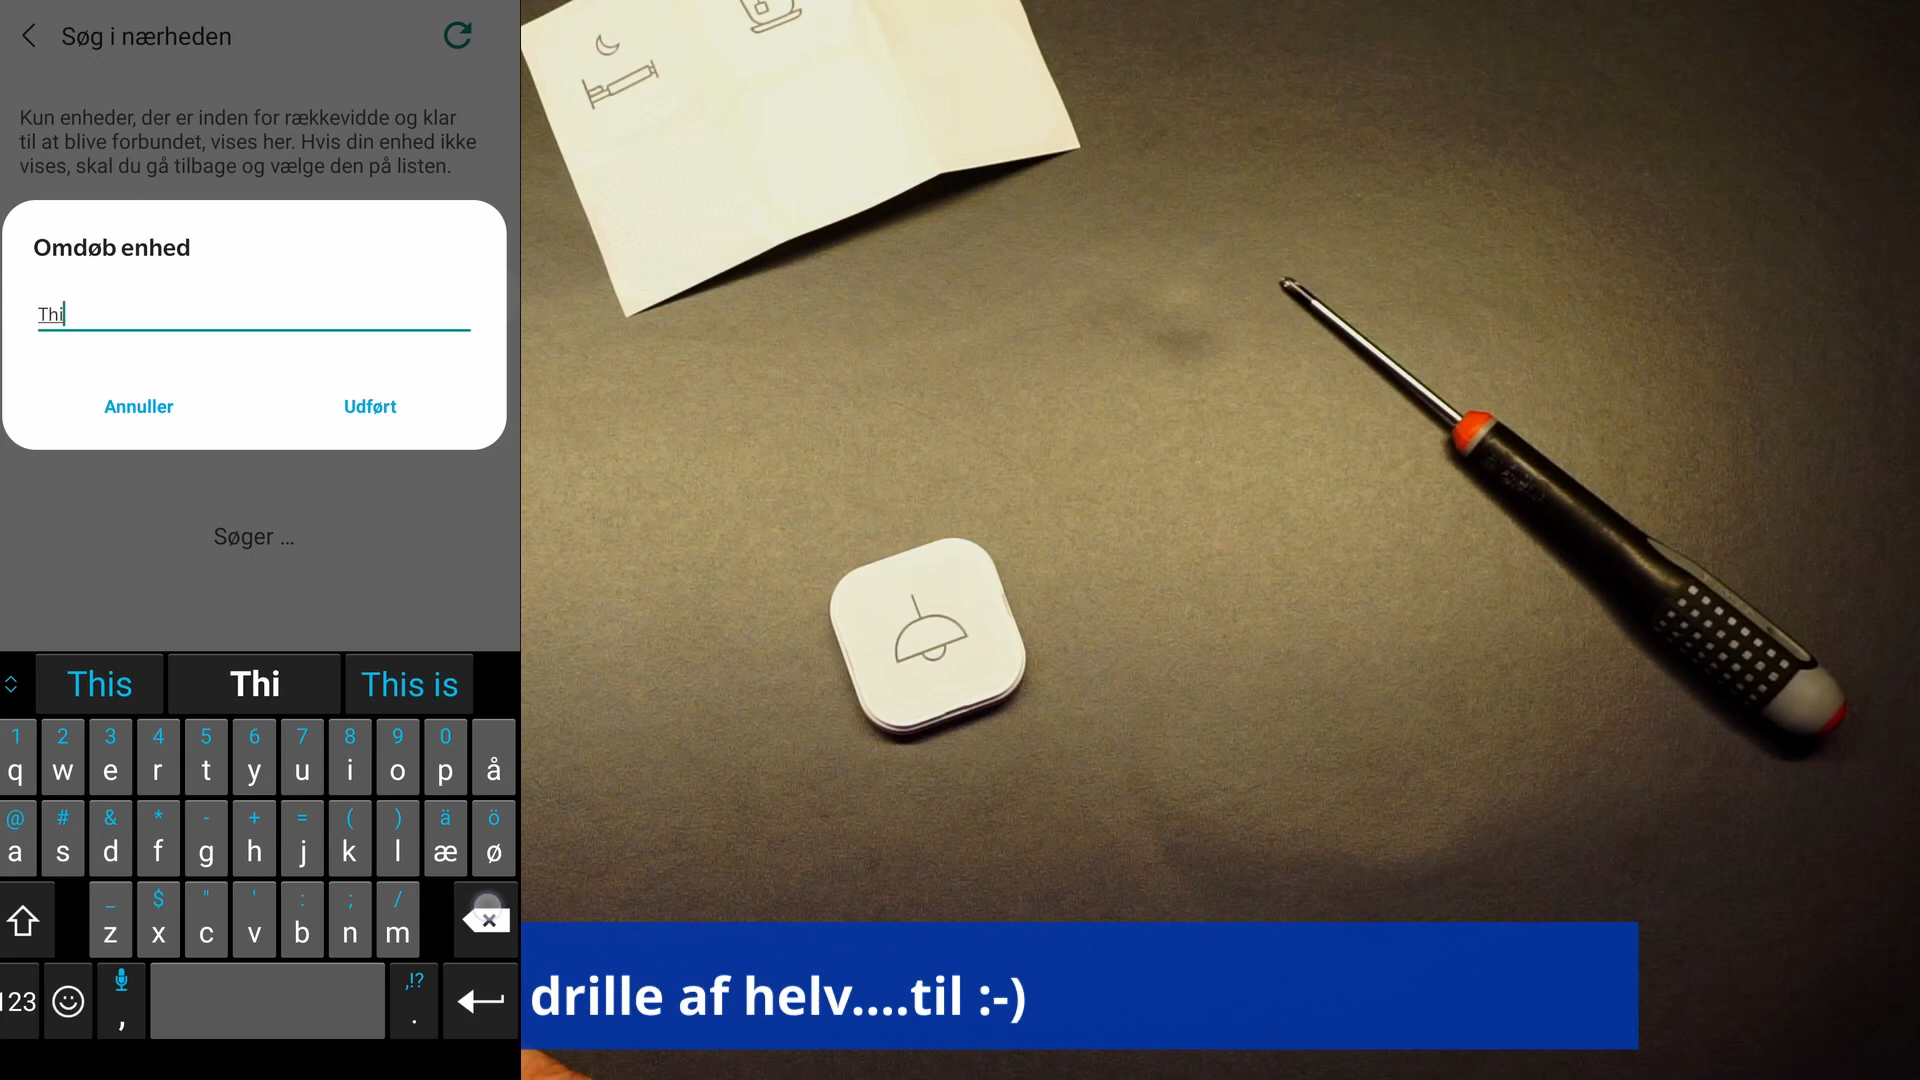 Søg i nærheden
Kun enheder, der er inden for rækkevidde og klar
til at blive forbundet, vises her. Hvis din enhed ikke
vises, skal du gå tilbage og vælge den på listen.
Omdøb enhed
Thi
Annuller
Udført
Søger ...
This
Thi
This is
1 2 3 4 5 6 7 8 9 0
q w e r t y u i o p å
@ # & * - + = ( ) ä ö
a s d f g h j k l æ ø
_ $ " ' : ; /
z x c v b n m
123 , ,!? .
drille af helv....til :-)